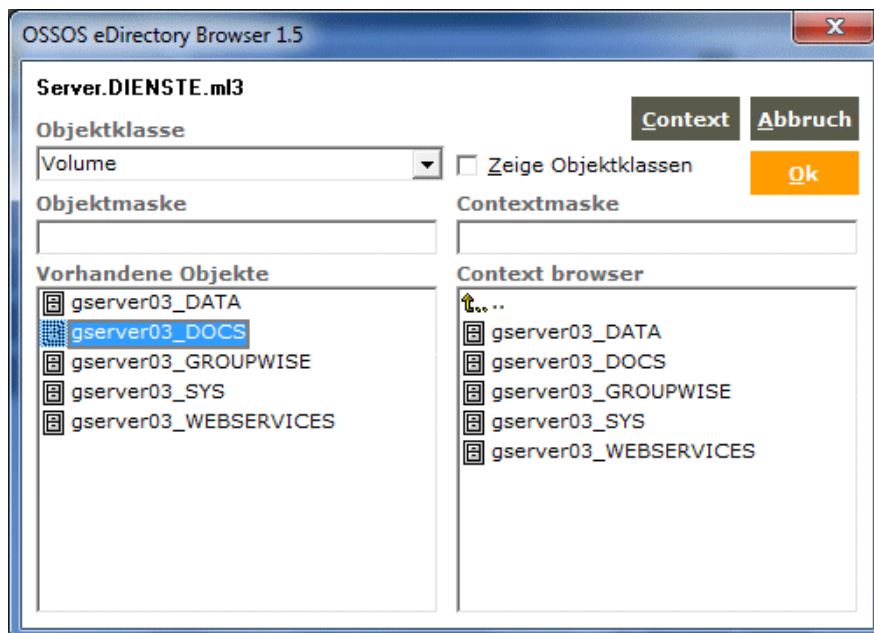 OSSOS eDirectory Browser 1.5
Server.DIENSTE.ml3
Context Abbruch
Objektklasse
Volume Zeige Objektklassen Ok
Objektmaske Contextmaske
Vorhandene Objekte Context browser
gserver03_DATA ..
gserver03_DOCS gserver03_DATA
gserver03_GROUPWISE gserver03_DOCS
gserver03_SYS gserver03_GROUPWISE
gserver03_WEBSERVICES gserver03_SYS
gserver03_WEBSERVICES